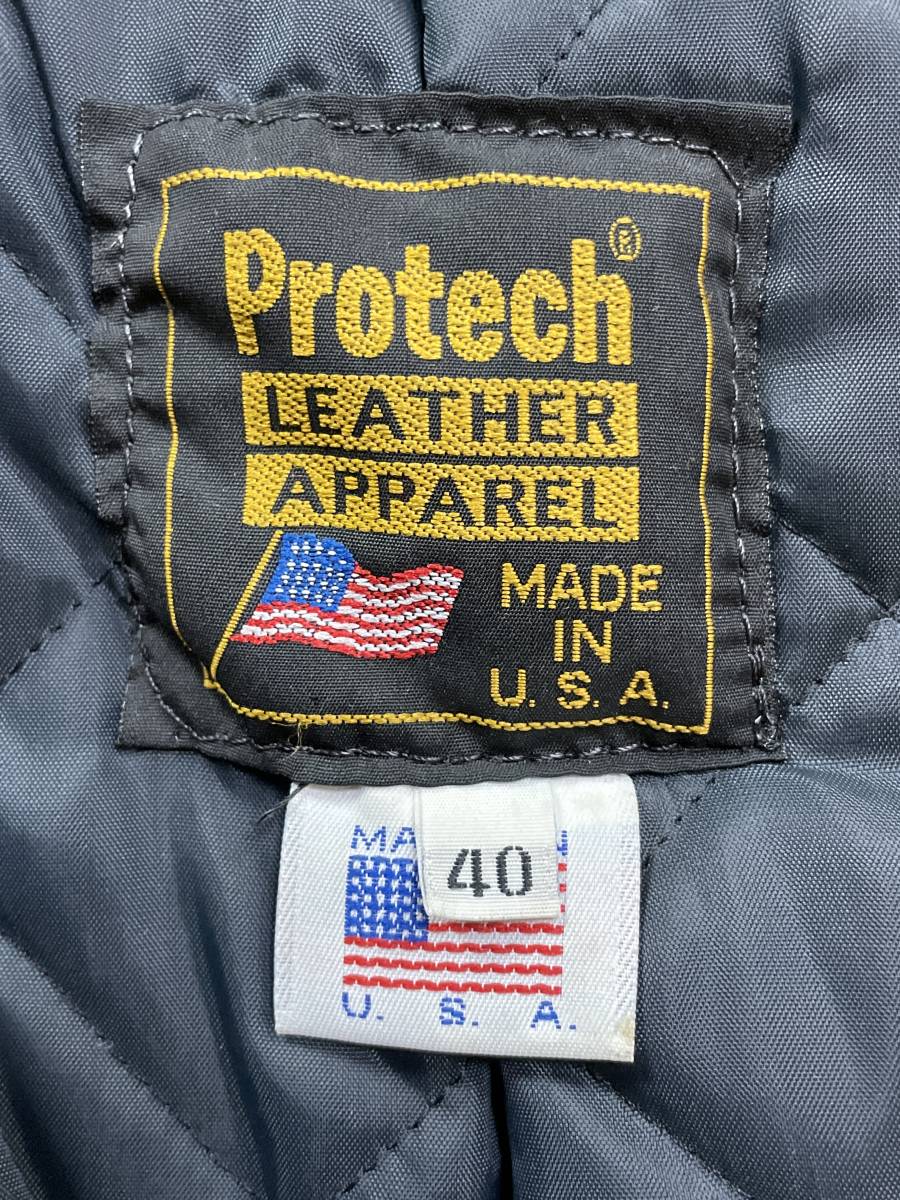 Protech®
LEATHER
APPAREL
MADE
IN
U. S. A.
40
U. S. A.